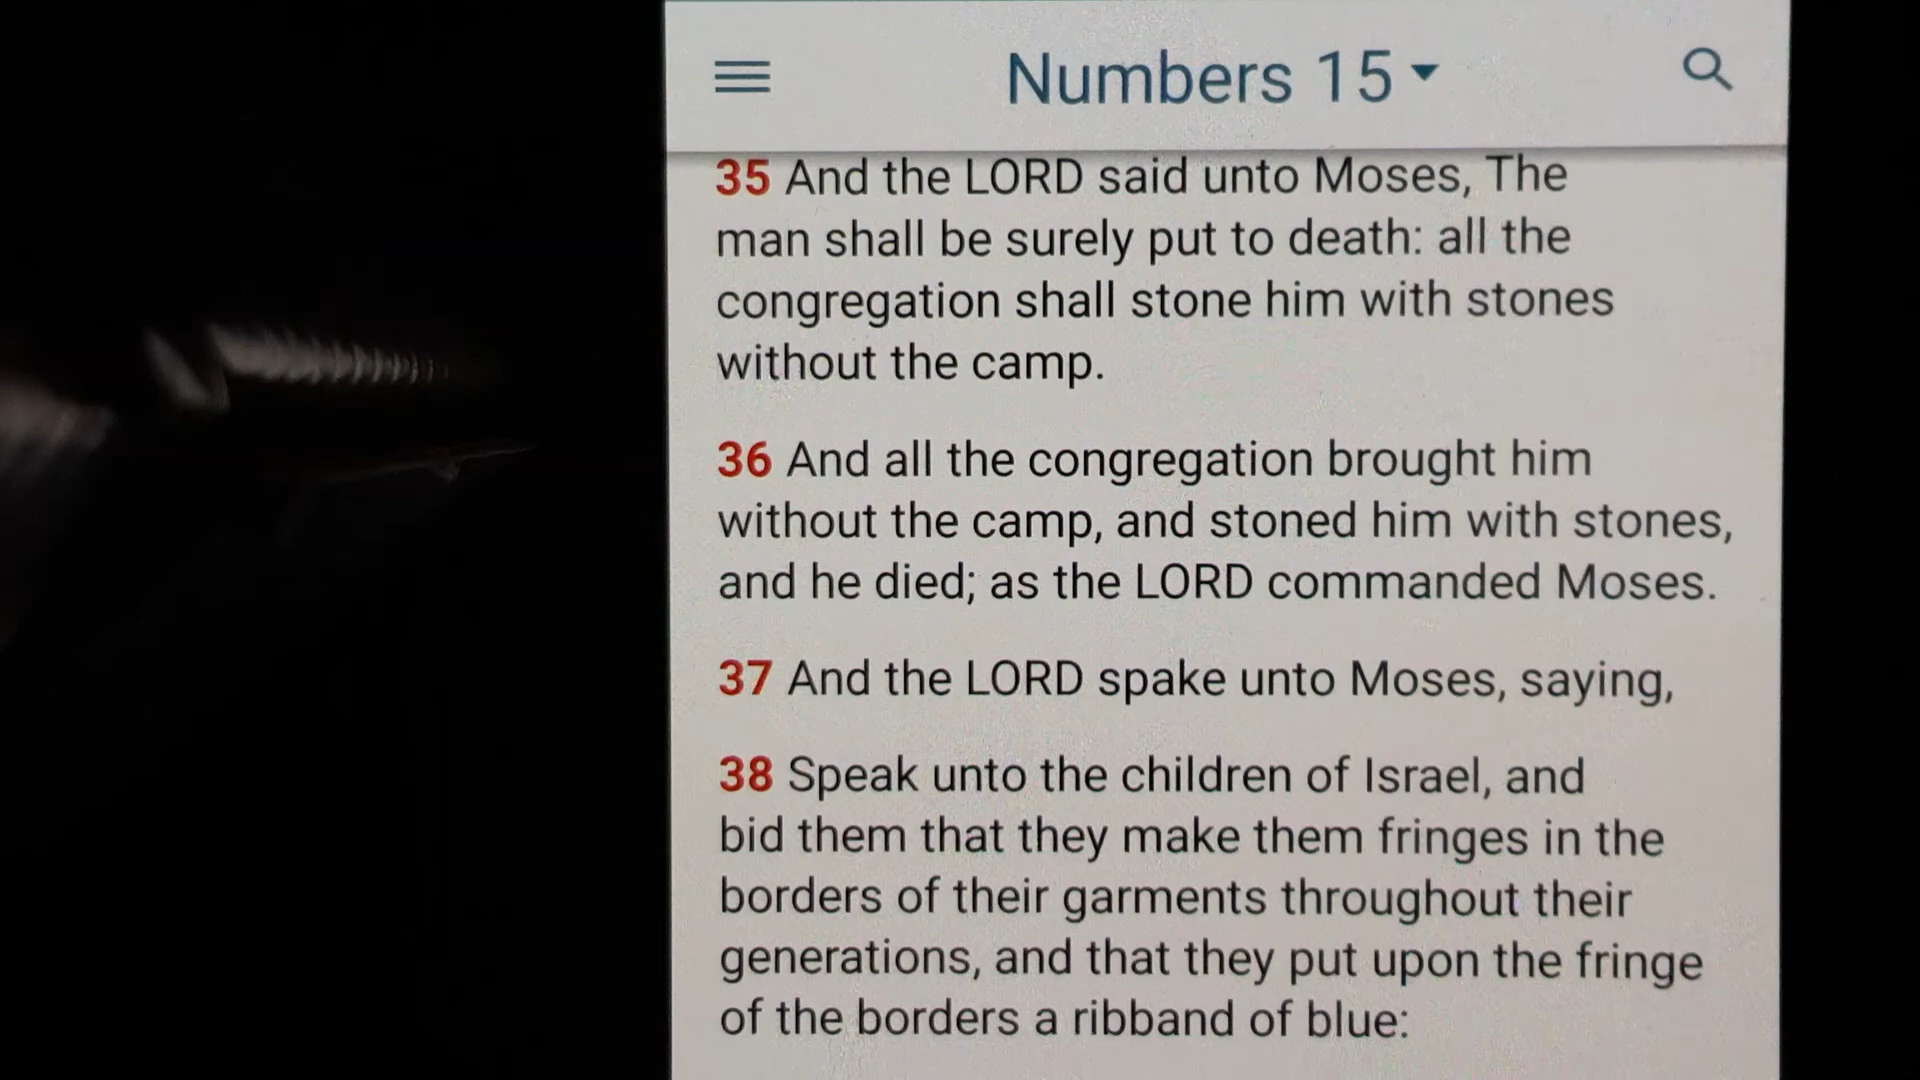 Numbers 15
35 And the LORD said unto Moses, The
man shall be surely put to death: all the
congregation shall stone him with stones
without the camp.
36 And all the congregation brought him
without the camp, and stoned him with stones,
and he died; as the LORD commanded Moses.
37 And the LORD spake unto Moses, saying,
38 Speak unto the children of Israel, and
bid them that they make them fringes in the
borders of their garments throughout their
generations, and that they put upon the fringe
of the borders a ribband of blue: